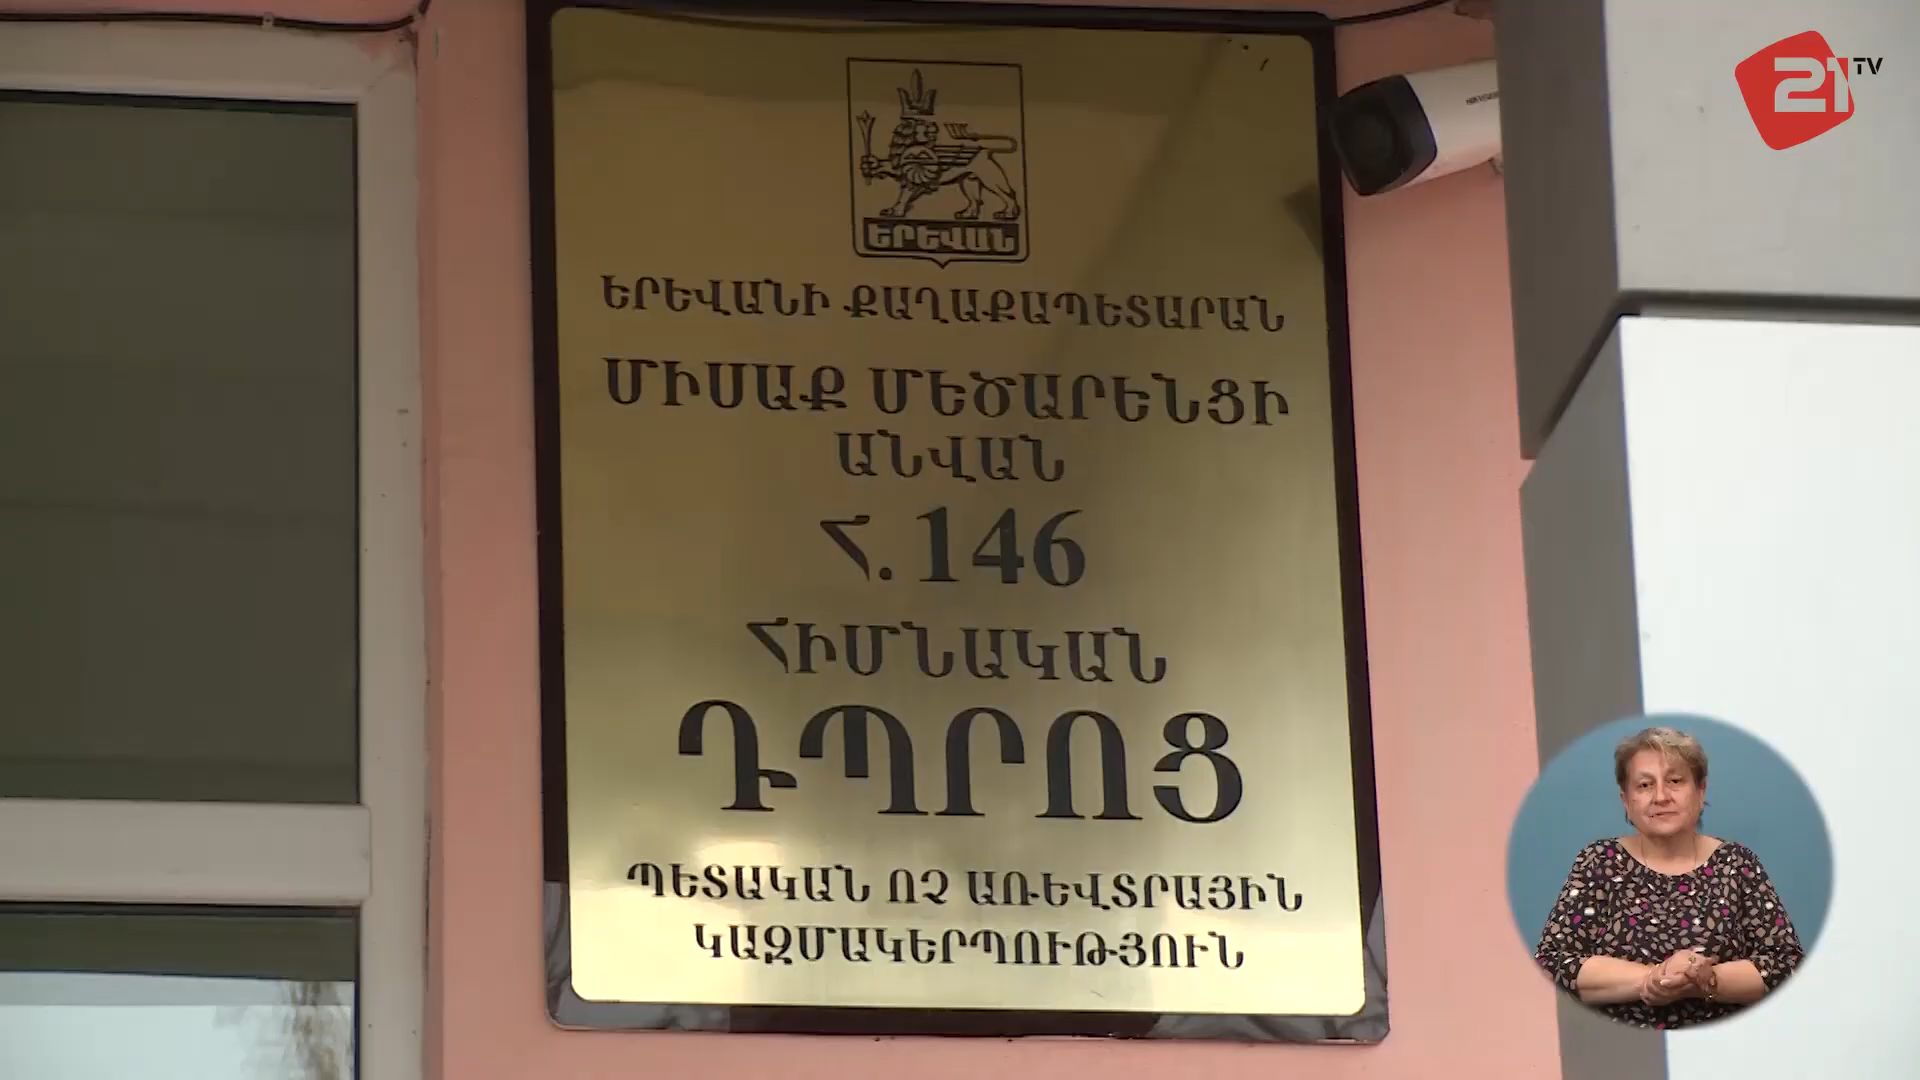 21 TV
ԵՐԵՎԱՆ
ԵՐԵՎԱՆԻ ՔԱՂԱՔԱՊԵՏԱՐԱՆ
ՄԻՍԱՔ ՄԵԾԱՐԵՆՑԻ
ԱՆՎԱՆ
Հ. 146
ՀԻՄՆԱԿԱՆ
ԴՊՐՈՑ
ՊԵՏԱԿԱՆ ՈՉ ԱՌԵՎՏՐԱՅԻՆ
ԿԱԶՄԱԿԵՐՊՈՒԹՅՈՒՆ